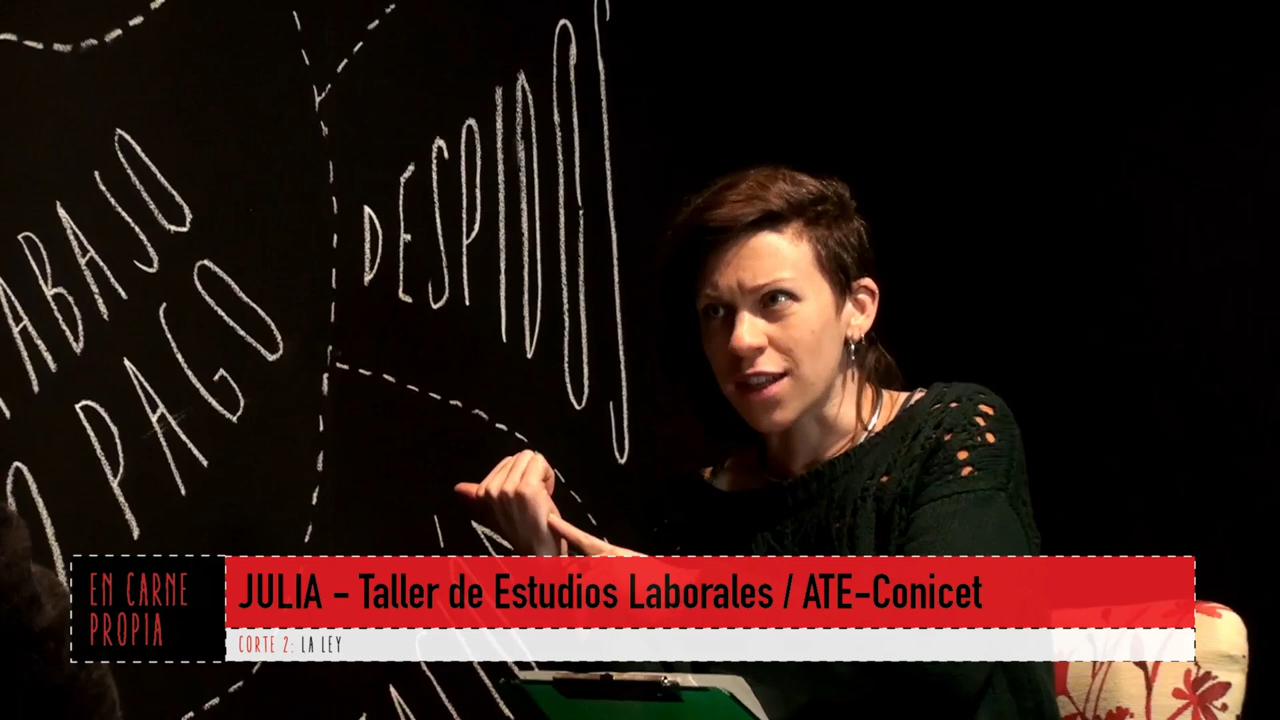 ABAJO
PAGO
DESPIDOS
EN CARNE
PROPIA
JULIA - Taller de Estudios Laborales / ATE-Conicet
CORTE 2: LA LEY